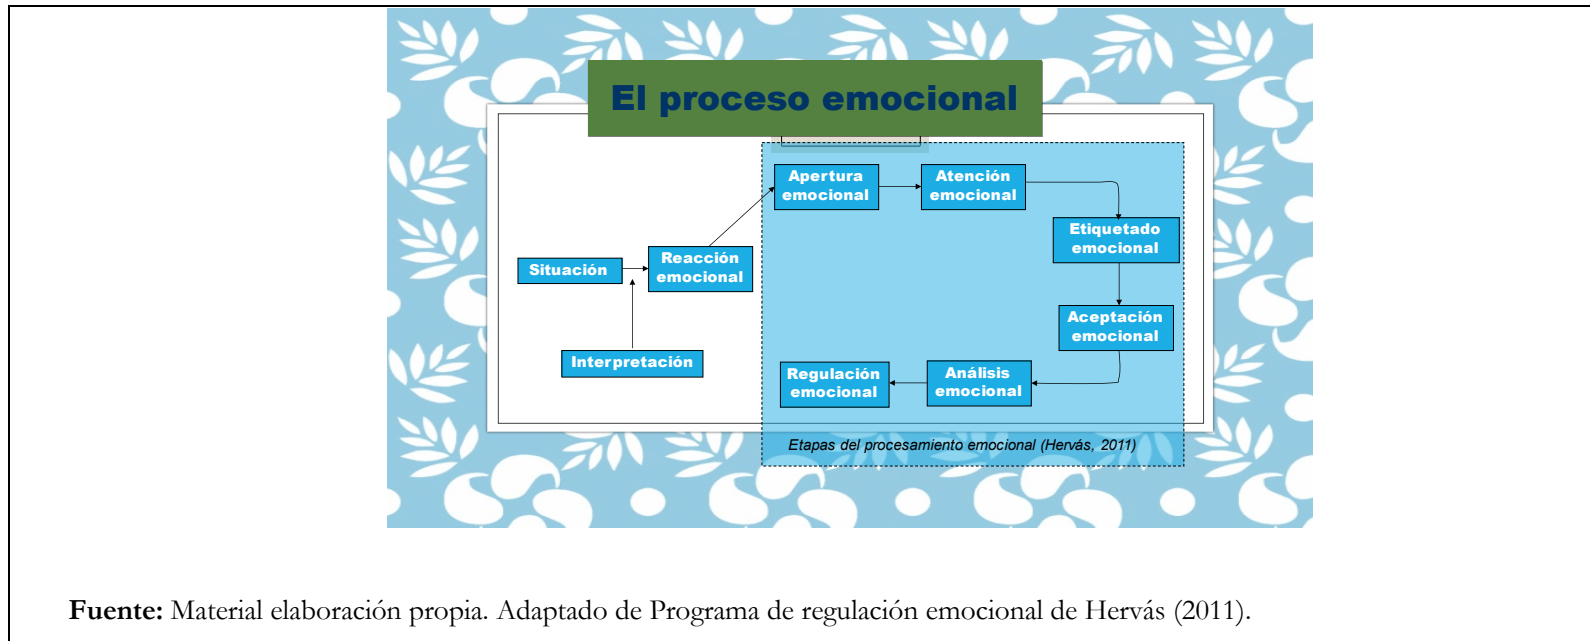 El proceso emocional
Apertura
emocional
Atención
emocional
Etiquetado
emocional
Situación
Reacción
emocional
Aceptación
emocional
Interpretación
Regulación
emocional
Análisis
emocional
Etapas del procesamiento emocional (Hervás, 2011)
Fuente: Material elaboración propia. Adaptado de Programa de regulación emocional de Hervás (2011).